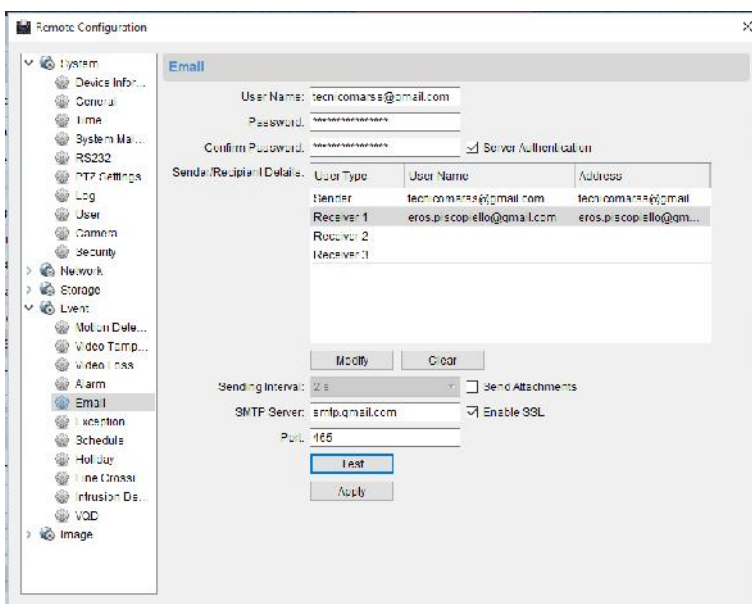 Remote Configuration
System
Device Infor...
General
Time
System Mai...
RS232
PTZ Settings
Log
User
Camera
Security
Network
Storage
Event
Motion Dete...
Video Tamp...
Video Loss
Alarm
Email
Exception
Schedule
Holiday
Line Crossi...
Intrusion De...
VQD
Image
Email
User Name: tecnicomarss@gmail.com
Password: ****************
Confirm Password: **************** Server Authentication
Sender/Recipient Details: User Type User Name Address
Sender tecnicomarss@gmail.com tecnicomarss@gmail
Receiver 1 eros.piscopiello@gmail.com eros.piscopiello@gm...
Receiver 2
Receiver 3
Modify Clear
Sending Interval: 2 s Send Attachments
SMTP Server: smtp.gmail.com Enable SSL
Port: 465
Test
Apply